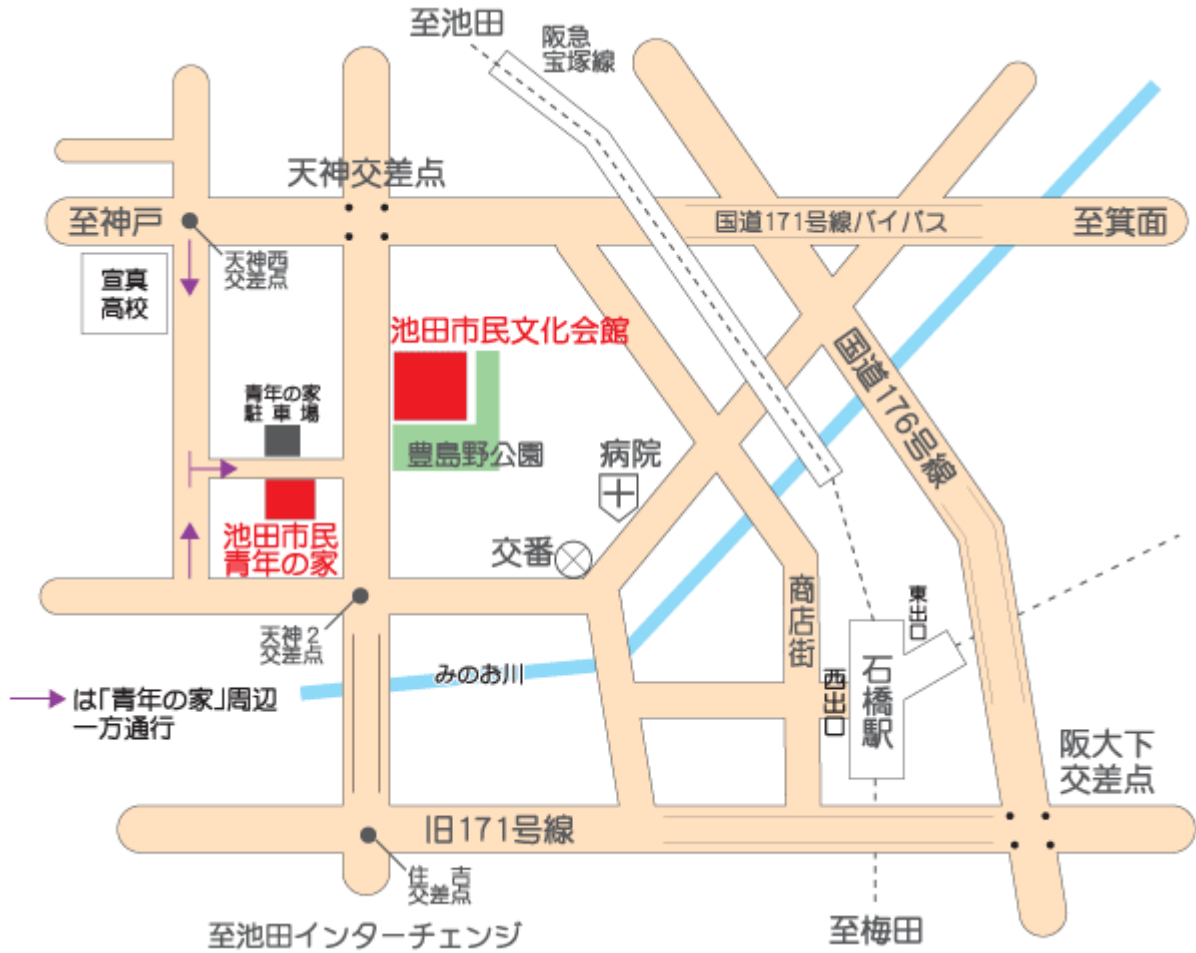 至池田
阪急
宝塚線
天神交差点
至神戸
国道171号線バイパス
至箕面
天神西
交差点
宣真
高校
池田市民文化会館
国道176号線
青年の家
駐車場
豊島野公園
病院
池田市民
青年の家
交番
商店街
東出口
天神2
交差点
みのお川
西出口
石橋駅
は「青年の家」周辺
一方通行
阪大下
交差点
旧171号線
住吉
交差点
至池田インターチェンジ
至梅田